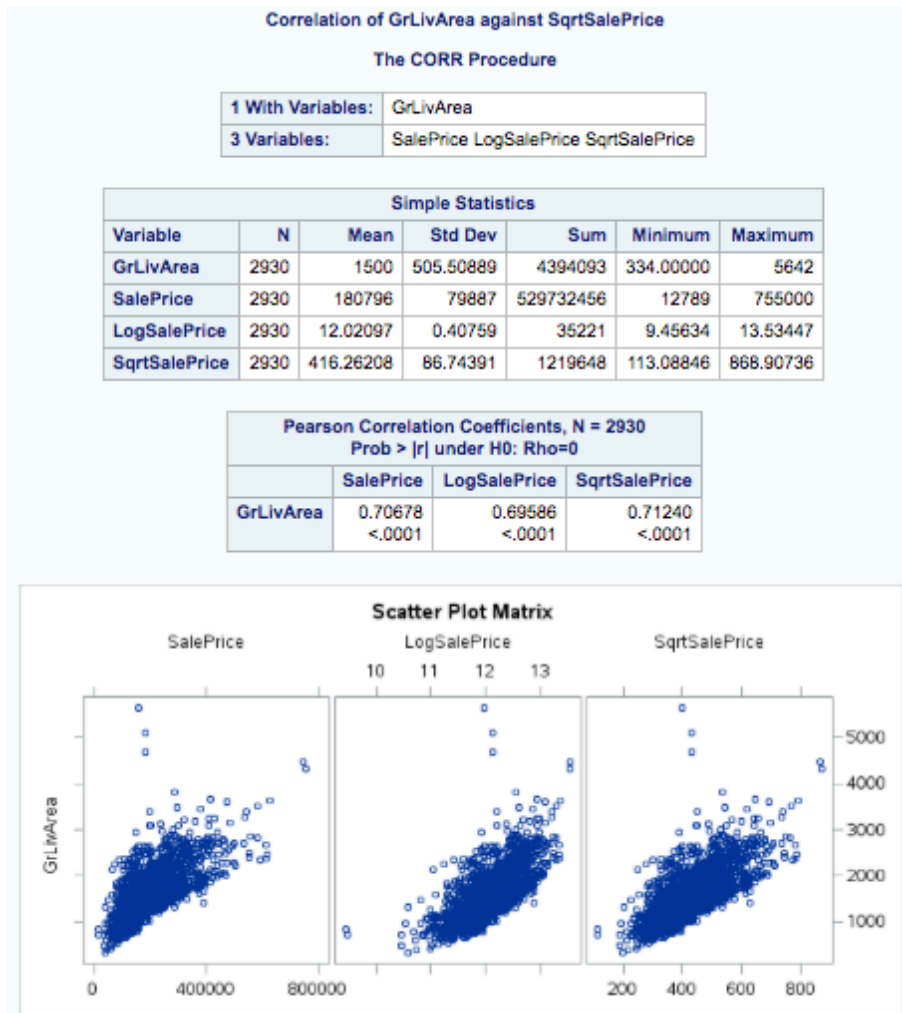 Correlation of GrLivArea against SqrtSalePrice
The CORR Procedure
1 With Variables: GrLivArea
3 Variables: SalePrice LogSalePrice SqrtSalePrice
Simple Statistics
Variable N Mean Std Dev Sum Minimum Maximum
GrLivArea 2930 1500 505.50889 4394093 334.00000 5642
SalePrice 2930 180796 79887 529732456 12789 755000
LogSalePrice 2930 12.02097 0.40759 35221 9.45634 13.53447
SqrtSalePrice 2930 416.26208 86.74391 1219648 113.08846 868.90736
Pearson Correlation Coefficients, N = 2930
Prob > |r| under H0: Rho=0
SalePrice LogSalePrice SqrtSalePrice
GrLivArea 0.70678 0.69586 0.71240
<.0001 <.0001 <.0001
Scatter Plot Matrix
SalePrice LogSalePrice SqrtSalePrice
10 11 12 13
GrLivArea
5000
4000
3000
2000
1000
0 400000 800000 200 400 600 800